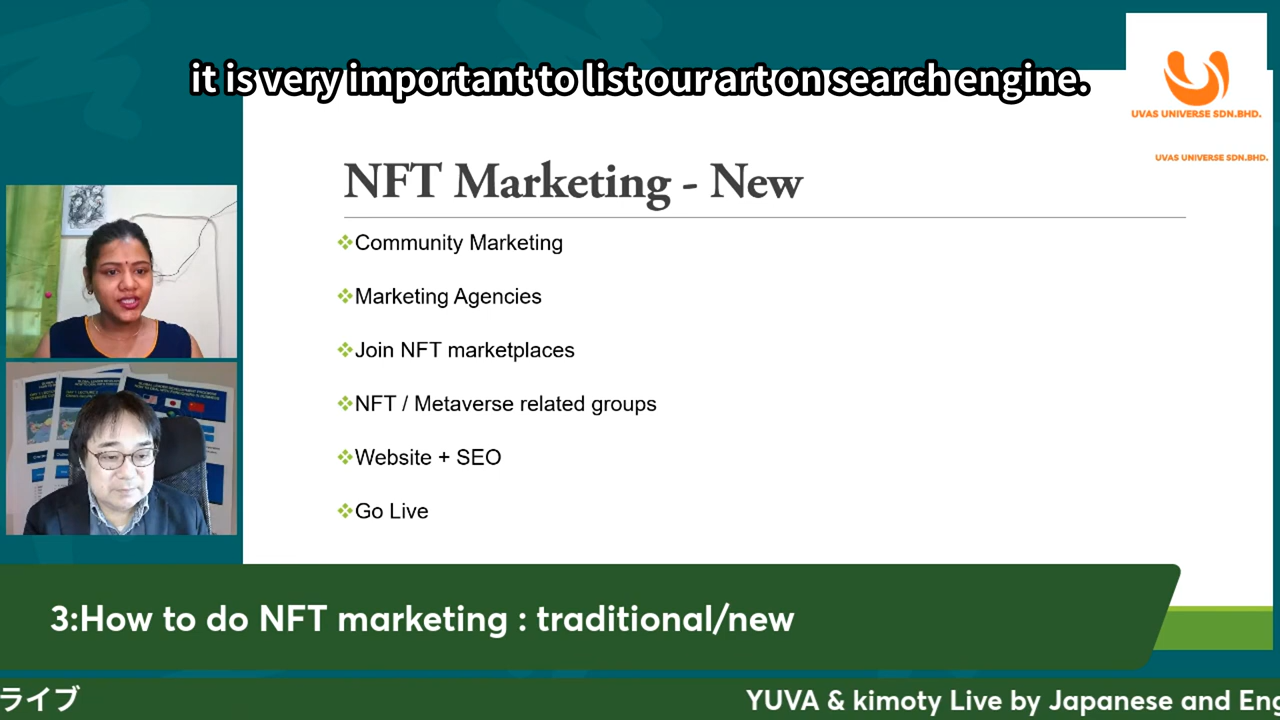 it is very important to list our art on search engine.
UVAS UNIVERSE SDN.BHD.
UVAS UNIVERSE SDN.BHD.
NFT Marketing - New
❖Community Marketing
❖Marketing Agencies
❖Join NFT marketplaces
❖NFT / Metaverse related groups
❖Website + SEO
❖Go Live
3:How to do NFT marketing : traditional/new
ライブ
YUVA & kimoty Live by Japanese and Eng